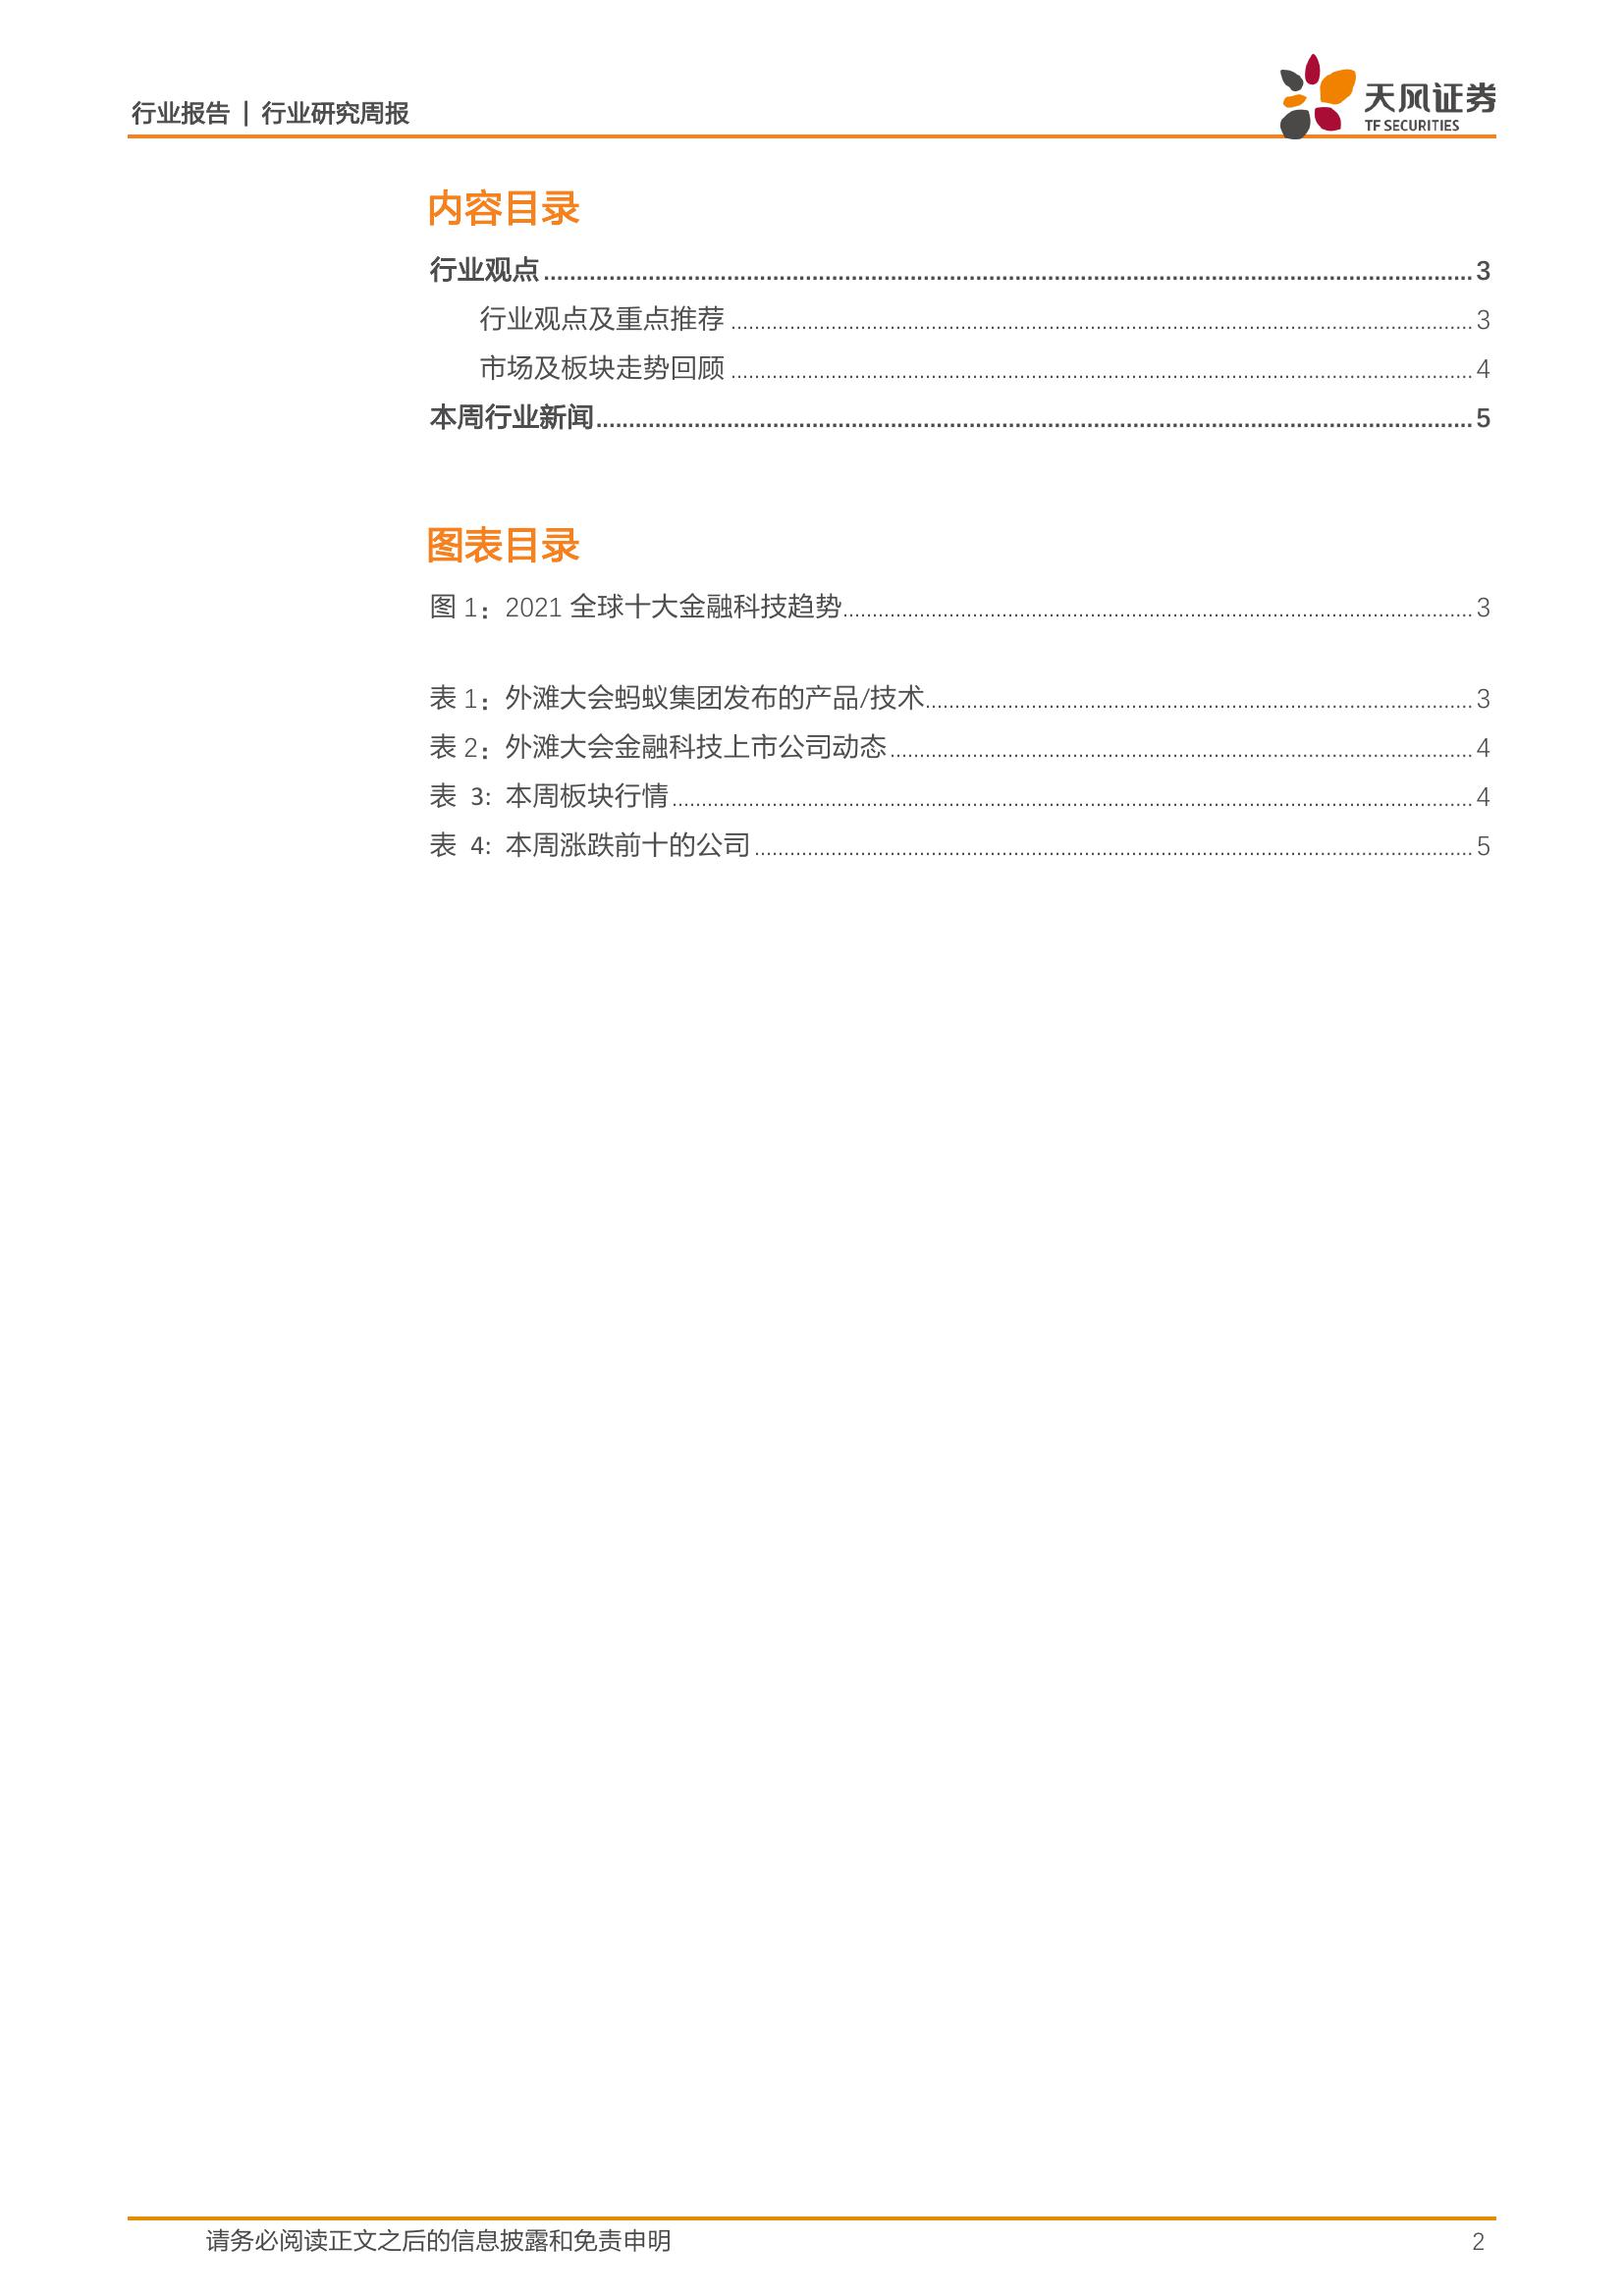 行业报告 | 行业研究周报
天风证券
TF SECURITIES
内容目录
行业观点 3
行业观点及重点推荐 3
市场及板块走势回顾 4
本周行业新闻 5
图表目录
图 1：2021 全球十大金融科技趋势 3
表 1：外滩大会蚂蚁集团发布的产品/技术 3
表 2：外滩大会金融科技上市公司动态 4
表 3: 本周板块行情 4
表 4: 本周涨跌前十的公司 5
请务必阅读正文之后的信息披露和免责申明 2